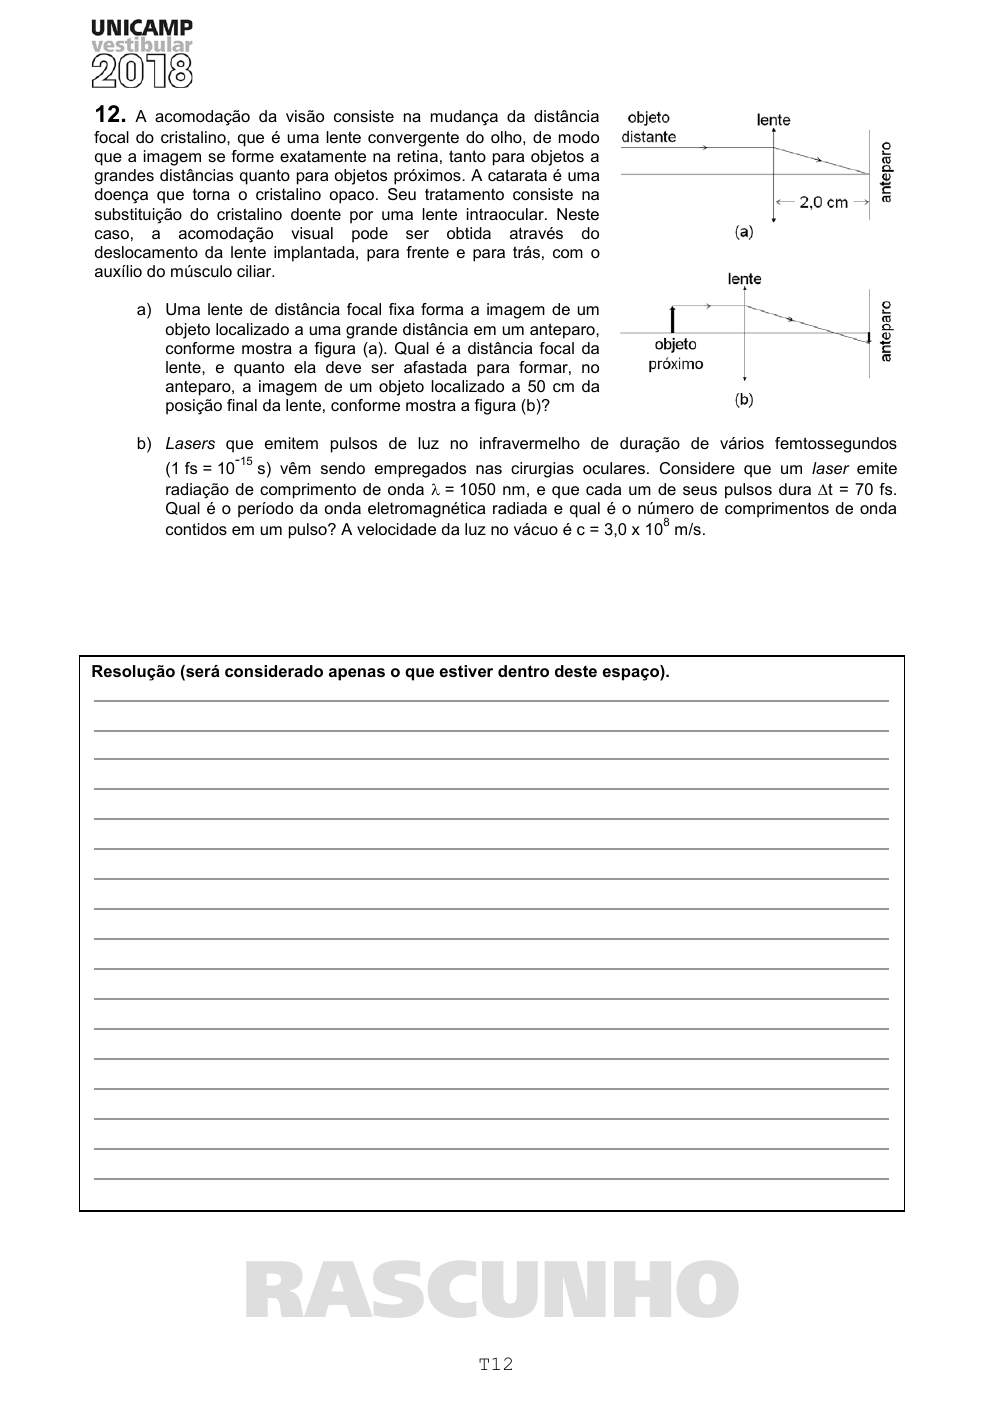 UNICAMP
vestibular
2018
12. A acomodação da visão consiste na mudança da distância
focal do cristalino, que é uma lente convergente do olho, de modo
que a imagem se forme exatamente na retina, tanto para objetos a
grandes distâncias quanto para objetos próximos. A catarata é uma
doença que torna o cristalino opaco. Seu tratamento consiste na
substituição do cristalino doente por uma lente intraocular. Neste
caso, a acomodação visual pode ser obtida através do
deslocamento da lente implantada, para frente e para trás, com o
auxílio do músculo ciliar.
objeto
distante
lente
anteparo
2,0 cm
(a)
lente
objeto
próximo
anteparo
(b)
a) Uma lente de distância focal fixa forma a imagem de um
objeto localizado a uma grande distância em um anteparo,
conforme mostra a figura (a). Qual é a distância focal da
lente, e quanto ela deve ser afastada para formar, no
anteparo, a imagem de um objeto localizado a 50 cm da
posição final da lente, conforme mostra a figura (b)?
b) Lasers que emitem pulsos de luz no infravermelho de duração de vários femtossegundos
(1 fs = 10⁻¹⁵ s) vêm sendo empregados nas cirurgias oculares. Considere que um laser emite
radiação de comprimento de onda λ = 1050 nm, e que cada um de seus pulsos dura Δt = 70 fs.
Qual é o período da onda eletromagnética radiada e qual é o número de comprimentos de onda
contidos em um pulso? A velocidade da luz no vácuo é c = 3,0 x 10⁸ m/s.
Resolução (será considerado apenas o que estiver dentro deste espaço).
RASCUNHO
T12